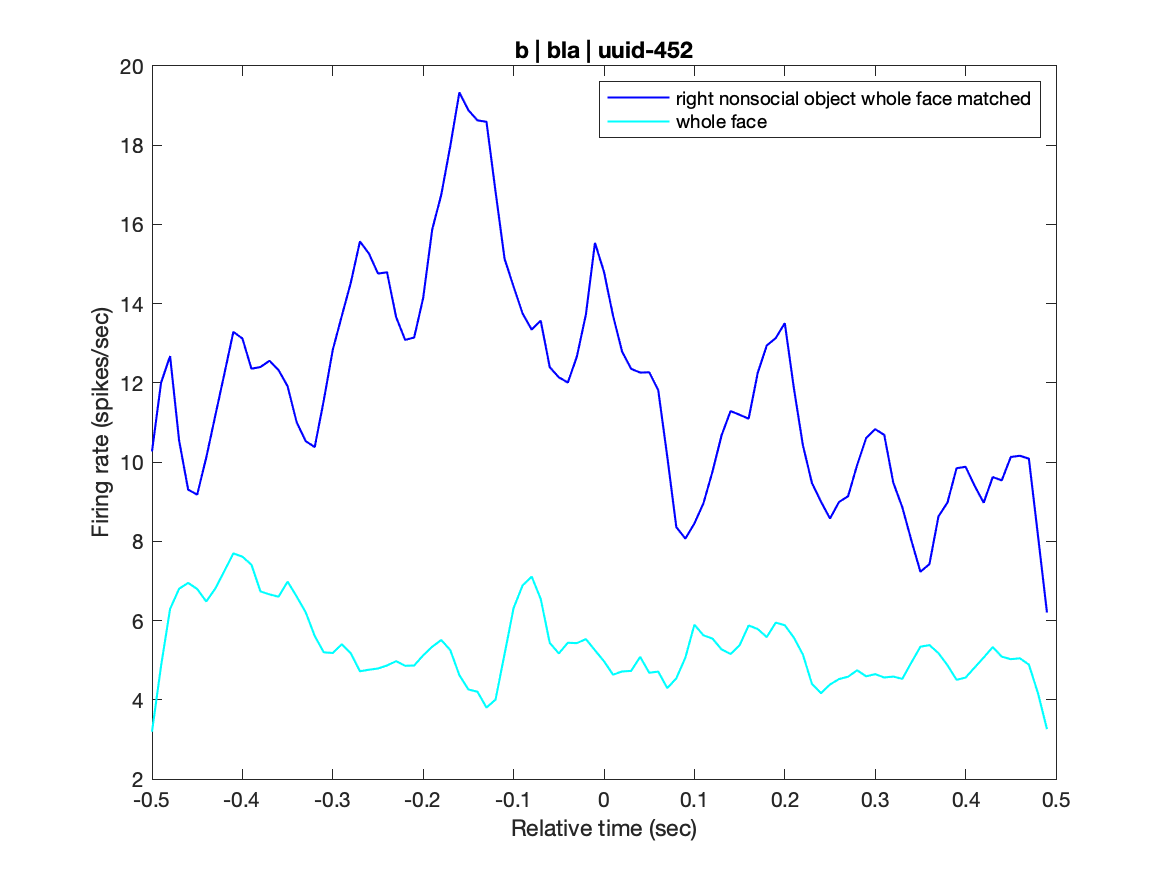 b | bla | uuid-452
20
18
16
14
12
10
8
6
4
2
Firing rate (spikes/sec)
right nonsocial object whole face matched
whole face
-0.5 -0.4 -0.3 -0.2 -0.1 0 0.1 0.2 0.3 0.4 0.5
Relative time (sec)